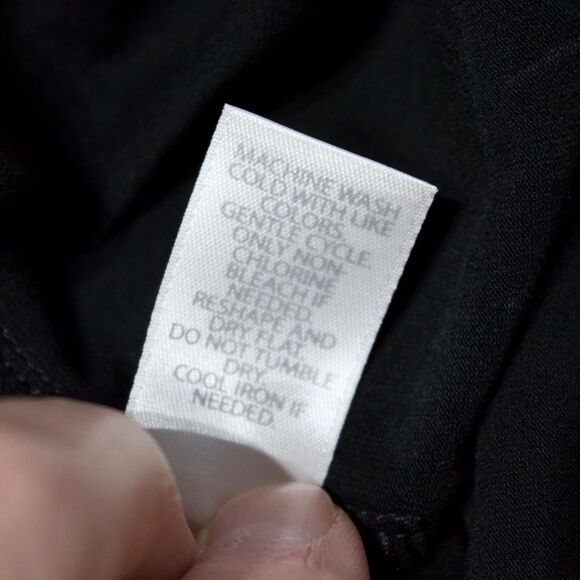 MACHINE WASH
COLD WITH LIKE
COLORS
GENTLE CYCLE.
ONLY NON-
CHLORINE
BLEACH IF
NEEDED.
RESHAPE AND
DRY FLAT.
DO NOT TUMBLE
DRY.
COOL IRON IF
NEEDED.